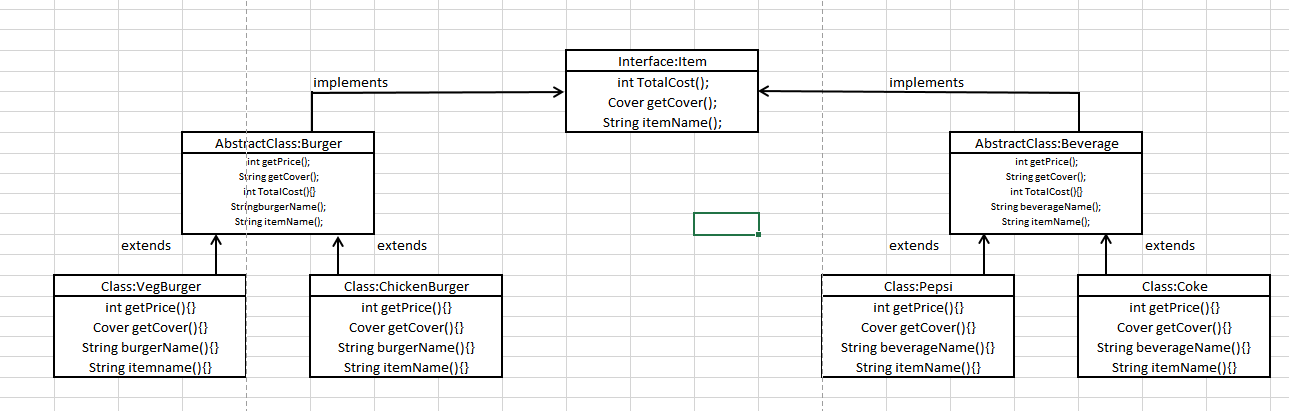 Interface:Item
int TotalCost();
Cover getCover();
String itemName();
implements
implements
AbstractClass:Burger
int getPrice();
String getCover();
int TotalCost(){}
StringburgerName();
String itemName();
AbstractClass:Beverage
int getPrice();
String getCover();
int TotalCost(){}
String beverageName();
String itemName();
extends
extends
extends
extends
Class:VegBurger
int getPrice(){}
Cover getCover(){}
String burgerName(){}
String itemname(){}
Class:ChickenBurger
int getPrice(){}
Cover getCover(){}
String burgerName(){}
String itemName(){}
Class:Pepsi
int getPrice(){}
Cover getCover(){}
String beverageName(){}
String itemName(){}
Class:Coke
int getPrice(){}
Cover getCover(){}
String beverageName(){}
String itemName(){}